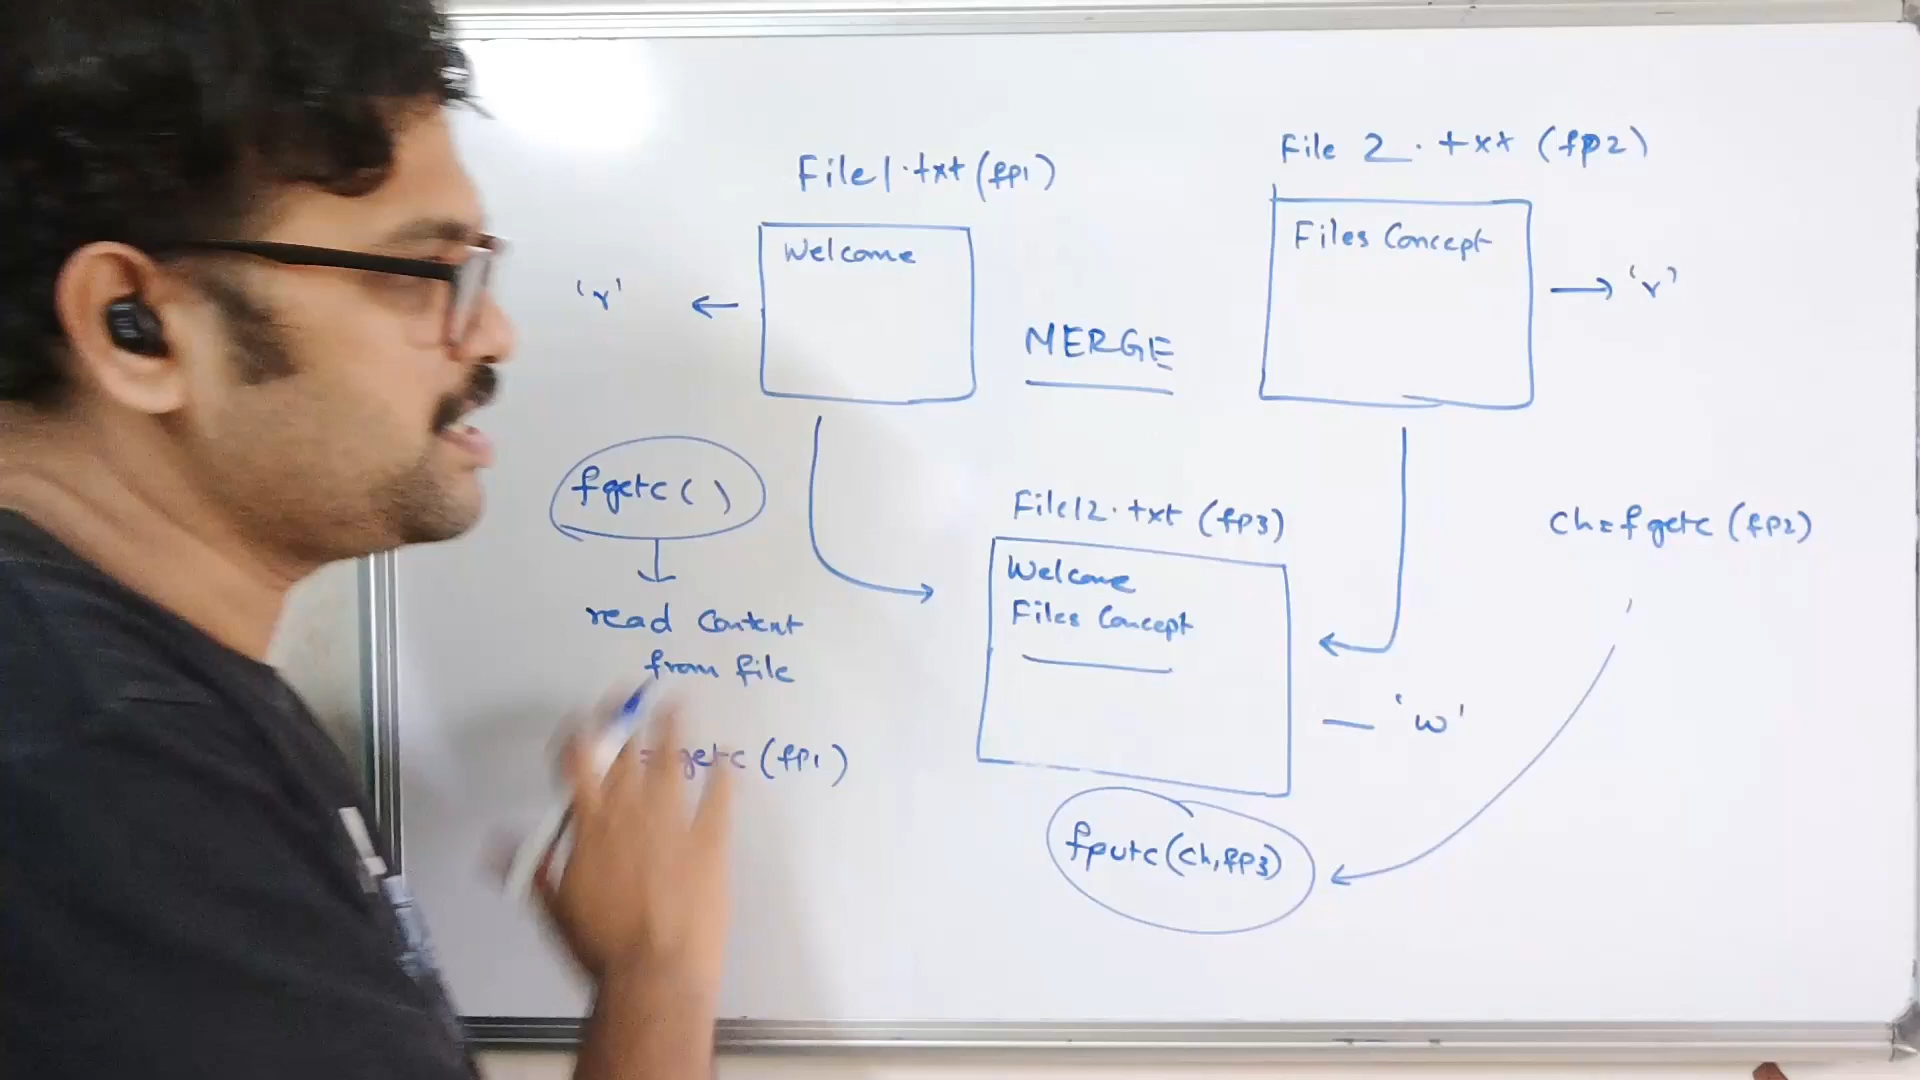 File1.txt (fp1)
File 2.txt (fp2)
Welcome
Files Concept
'r'
'r'
MERGE
fgetc( )
File12.txt (fp3)
ch=fgetc (fp2)
Welcome
Files Concept
read Content
from file
'w'
(fp1)
fputc(ch,fp3)